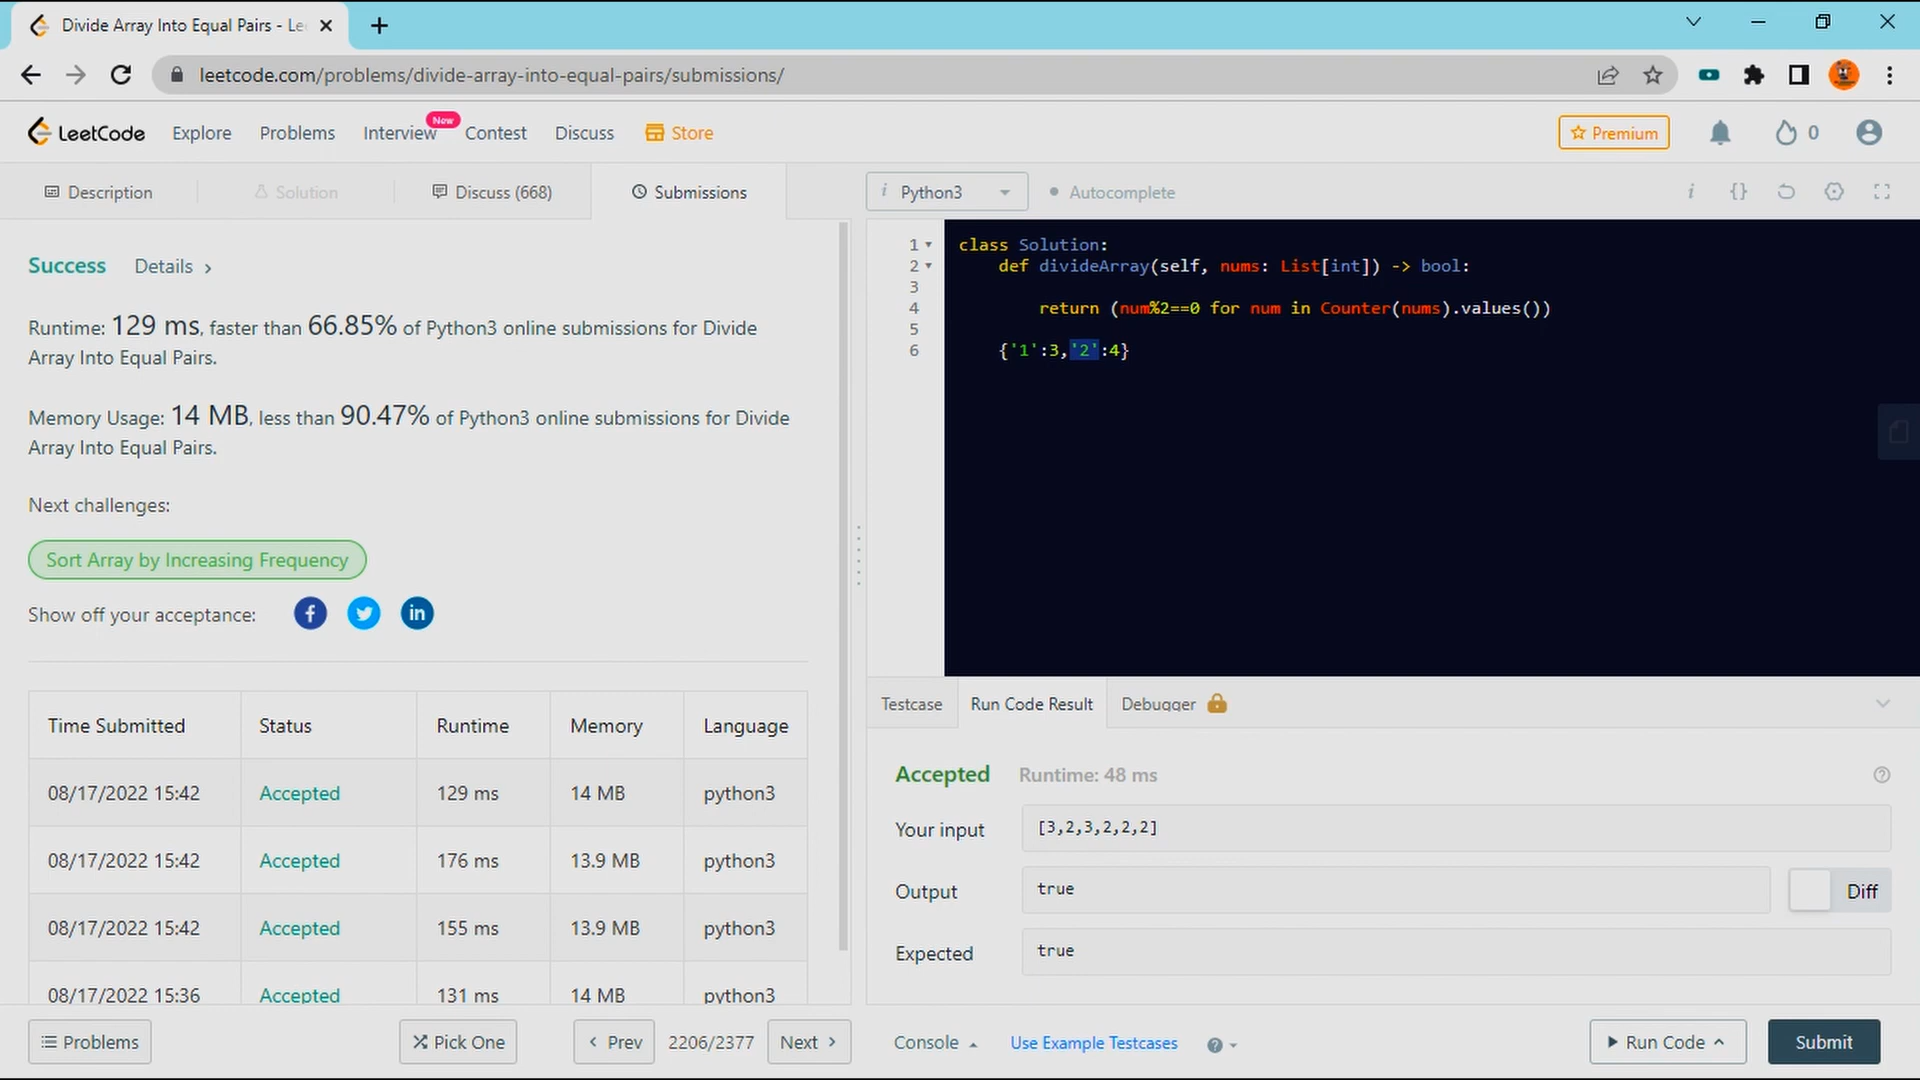 Divide Array Into Equal Pairs - Le
leetcode.com/problems/divide-array-into-equal-pairs/submissions/
LeetCode
Explore
Problems
Interview
New
Contest
Discuss
Store
Premium
0
Description
Solution
Discuss (668)
Submissions
i Python3
Autocomplete
i {}
Success Details >
Runtime: 129 ms, faster than 66.85% of Python3 online submissions for Divide
Array Into Equal Pairs.
Memory Usage: 14 MB, less than 90.47% of Python3 online submissions for Divide
Array Into Equal Pairs.
Next challenges:
Sort Array by Increasing Frequency
Show off your acceptance:
Time Submitted Status Runtime Memory Language
08/17/2022 15:42 Accepted 129 ms 14 MB python3
08/17/2022 15:42 Accepted 176 ms 13.9 MB python3
08/17/2022 15:42 Accepted 155 ms 13.9 MB python3
08/17/2022 15:36 Accepted 131 ms 14 MB python3
Problems
Pick One
< Prev
2206/2377
Next >
1 class Solution:
2 def divideArray(self, nums: List[int]) -> bool:
3
4 return (num%2==0 for num in Counter(nums).values())
5
6 {'1':3,'2':4}
Testcase
Run Code Result
Debugger
Accepted Runtime: 48 ms
Your input [3,2,3,2,2,2]
Output true
Diff
Expected true
Console
Use Example Testcases
Run Code
Submit